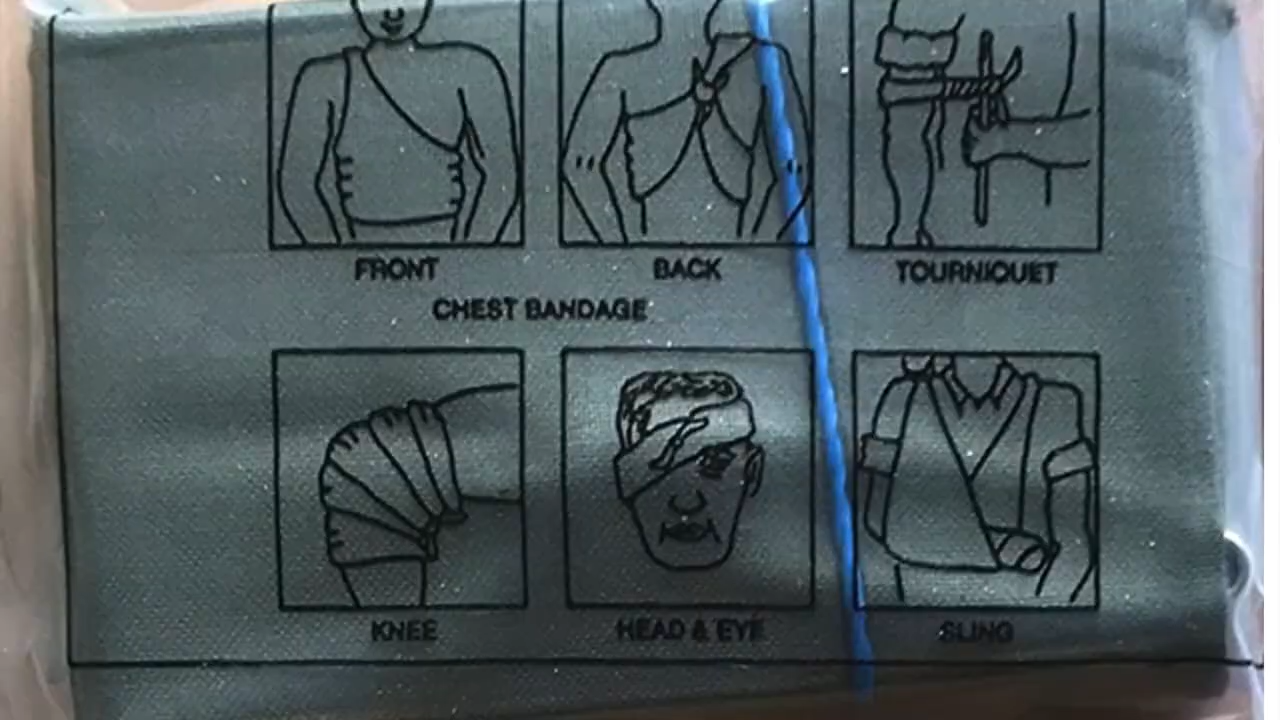 FRONT BACK TOURNIQUET
CHEST BANDAGE
KNEE HEAD & EYE SLING